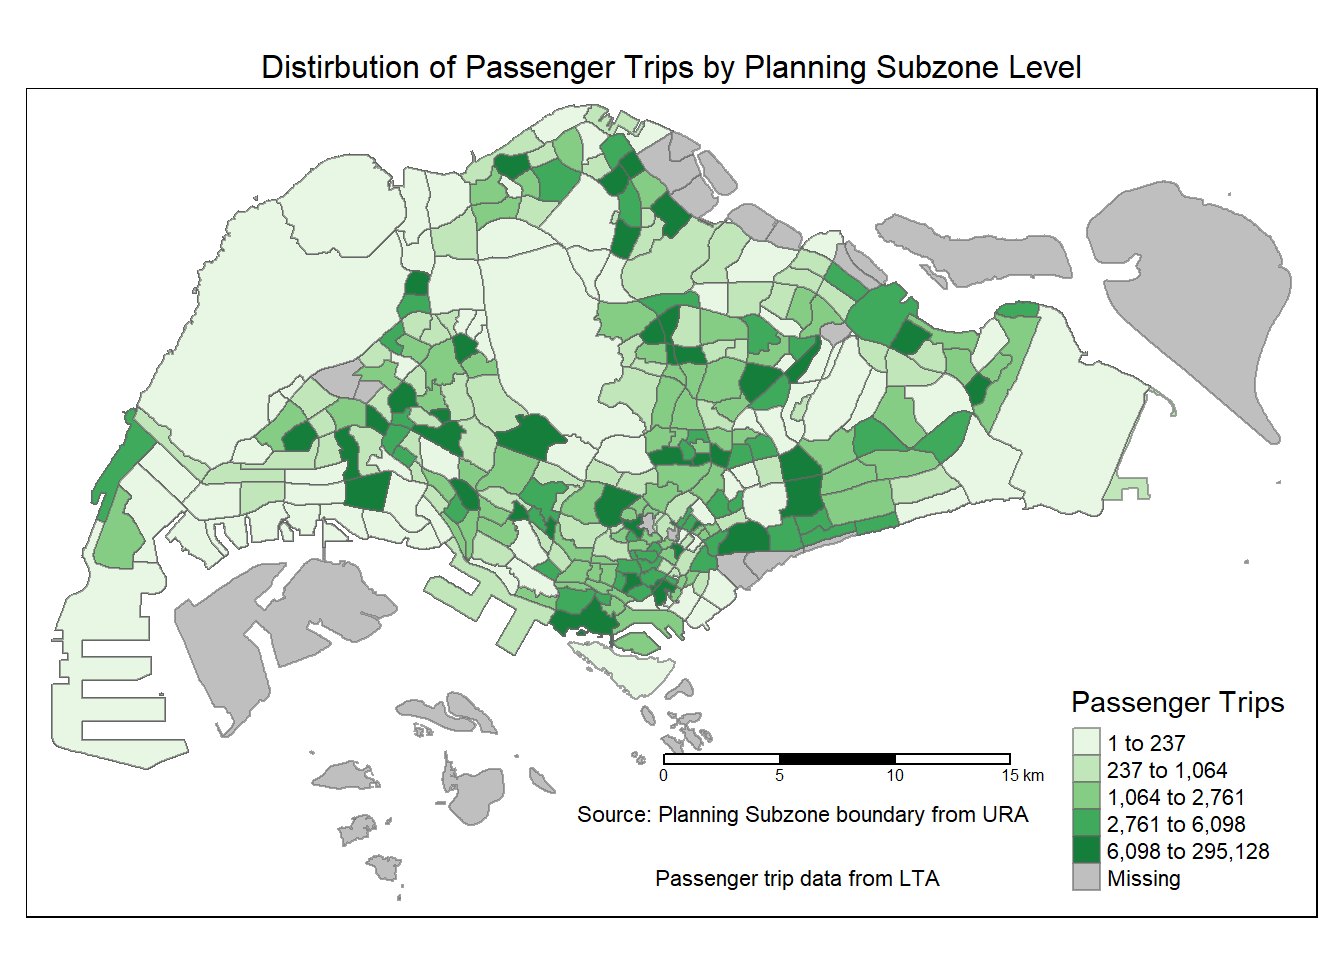 Distirbution of Passenger Trips by Planning Subzone Level
Passenger Trips
1 to 237
237 to 1,064
1,064 to 2,761
2,761 to 6,098
6,098 to 295,128
Missing
0 5 10 15 km
Source: Planning Subzone boundary from URA
Passenger trip data from LTA